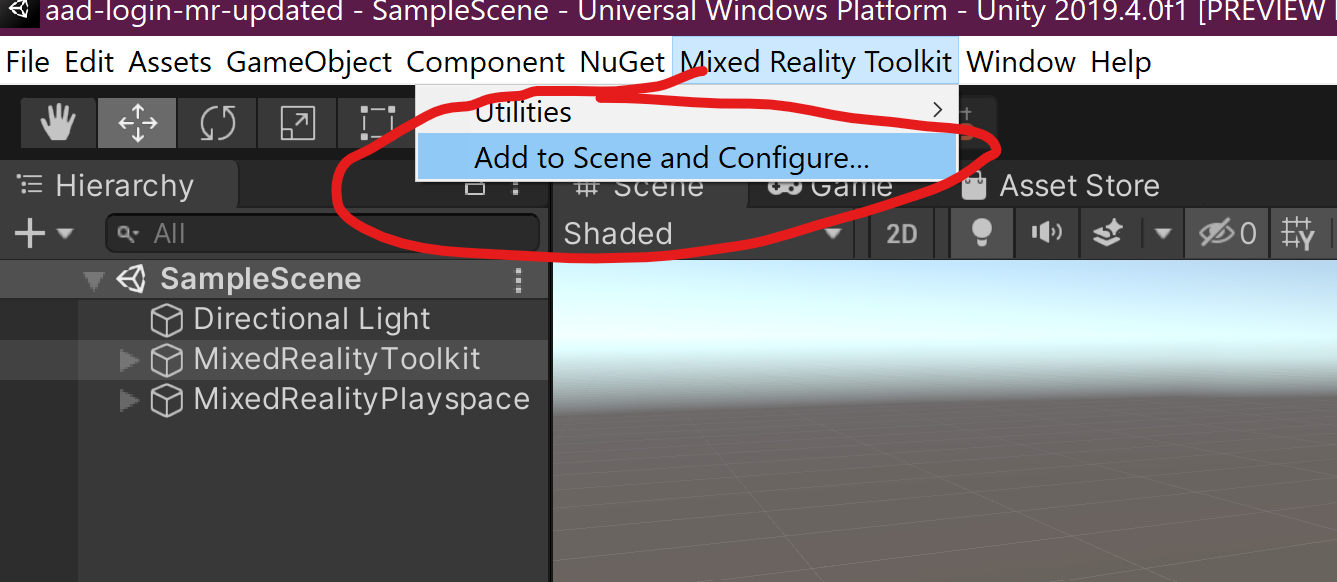 aad-login-mr-updated - SampleScene - Universal Windows Platform - Unity 2019.4.0f1 [PREVIEW
File Edit Assets GameObject Component NuGet Mixed Reality Toolkit Window Help
Utilities
Add to Scene and Configure...
Hierarchy
Scene
Game
Asset Store
All
Shaded
2D
0
Y
SampleScene
Directional Light
MixedRealityToolkit
MixedRealityPlayspace